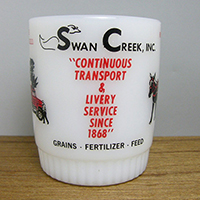 SWAN CREEK, INC.
"CONTINUOUS
TRANSPORT
&
LIVERY
SERVICE
SINCE
1868"
GRAINS - FERTILIZER - FEED